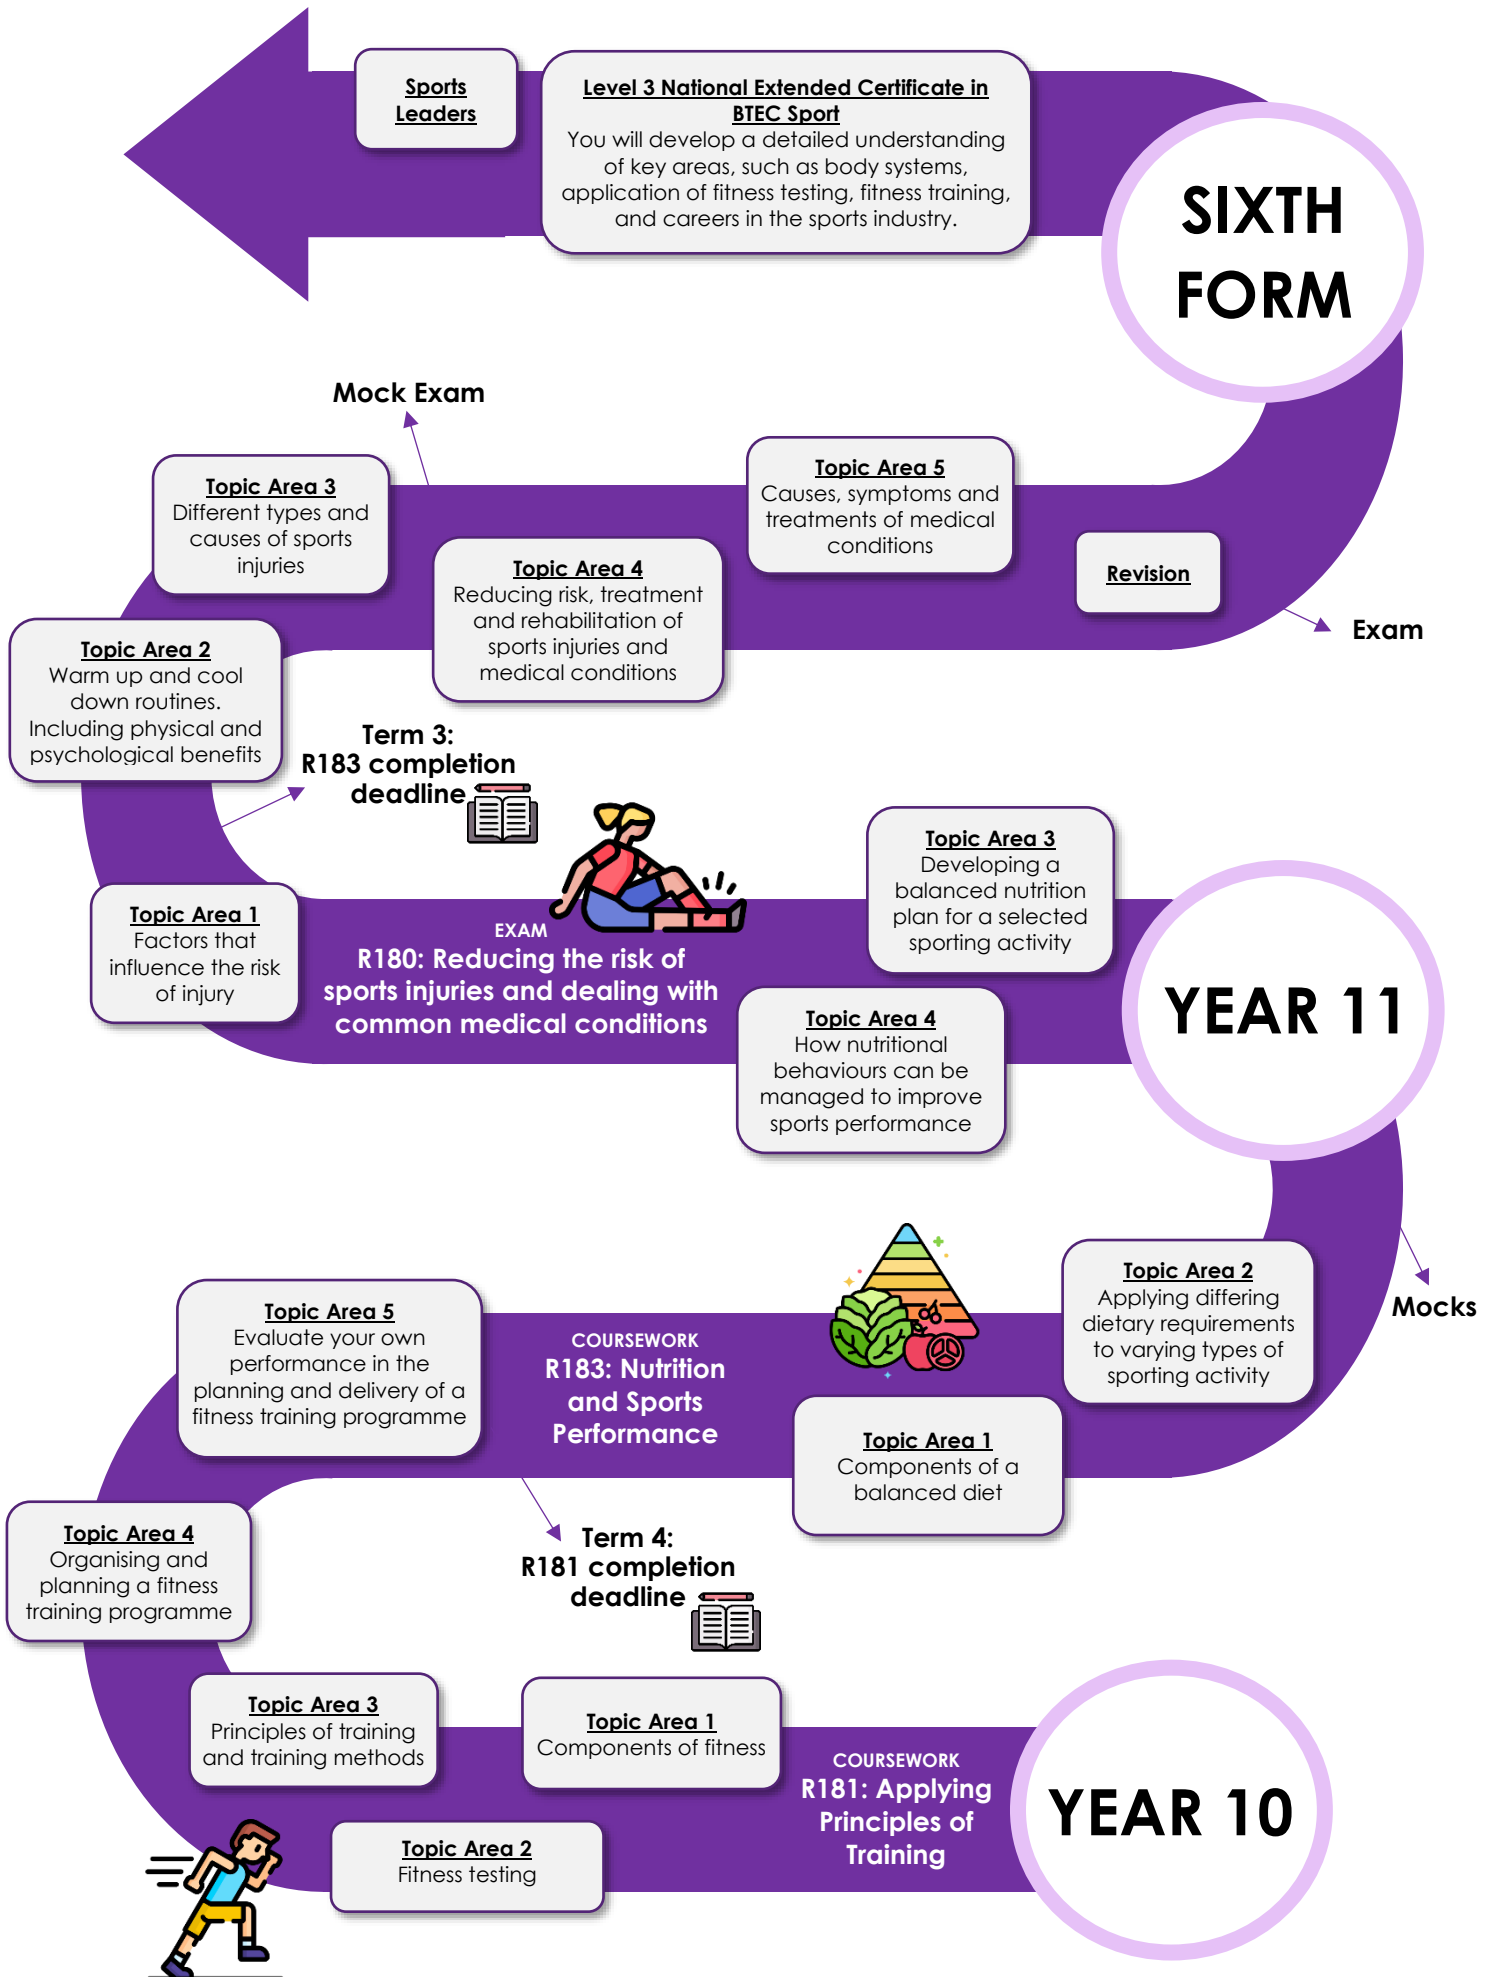 Sports
Leaders
Level 3 National Extended Certificate in
BTEC Sport
You will develop a detailed understanding
of key areas, such as body systems,
application of fitness testing, fitness training,
and careers in the sports industry.
SIXTH
FORM
Mock Exam
Topic Area 3
Different types and
causes of sports
injuries
Topic Area 4
Reducing risk, treatment
and rehabilitation of
sports injuries and
medical conditions
Topic Area 5
Causes, symptoms and
treatments of medical
conditions
Revision
Exam
Topic Area 2
Warm up and cool
down routines.
Including physical and
psychological benefits
Term 3:
R183 completion
deadline
Topic Area 1
Factors that
influence the risk
of injury
EXAM
R180: Reducing the risk of
sports injuries and dealing with
common medical conditions
Topic Area 3
Developing a
balanced nutrition
plan for a selected
sporting activity
Topic Area 4
How nutritional
behaviours can be
managed to improve
sports performance
YEAR 11
Mocks
Topic Area 2
Applying differing
dietary requirements
to varying types of
sporting activity
Topic Area 1
Components of a
balanced diet
COURSEWORK
R183: Nutrition
and Sports
Performance
Topic Area 5
Evaluate your own
performance in the
planning and delivery of a
fitness training programme
Term 4:
R181 completion
deadline
Topic Area 4
Organising and
planning a fitness
training programme
Topic Area 3
Principles of training
and training methods
Topic Area 1
Components of fitness
Topic Area 2
Fitness testing
COURSEWORK
R181: Applying
Principles of
Training
YEAR 10